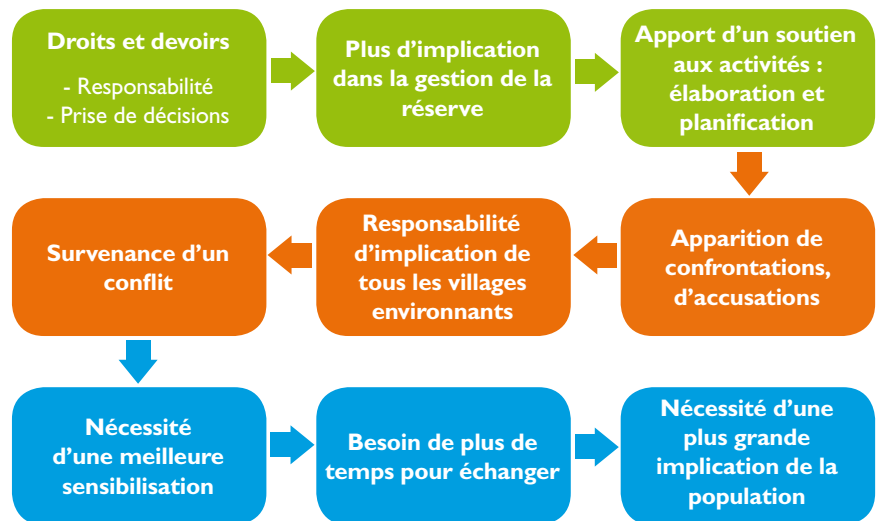 Droits et devoirs
- Responsabilité
- Prise de décisions
Plus d’implication
dans la gestion de la
réserve
Apport d’un soutien
aux activités :
élaboration et
planification
Apparition de
confrontations,
d’accusations
Responsabilité
d’implication de
tous les villages
environnants
Survenance d’un
conflit
Nécessité
d’une meilleure
sensibilisation
Besoin de plus de
temps pour échanger
Nécessité d’une
plus grande
implication de la
population